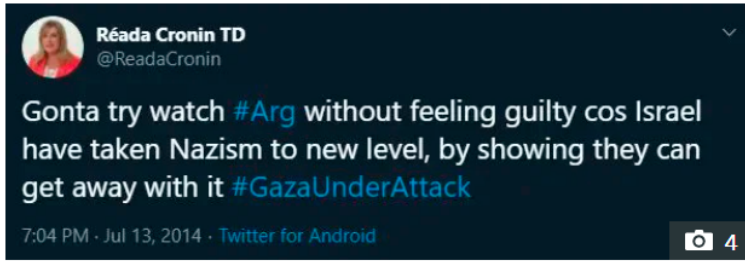 Réada Cronin TD
@ReadaCronin
Gonta try watch #Arg without feeling guilty cos Israel
have taken Nazism to new level, by showing they can
get away with it #GazaUnderAttack
7:04 PM · Jul 13, 2014 · Twitter for Android
4